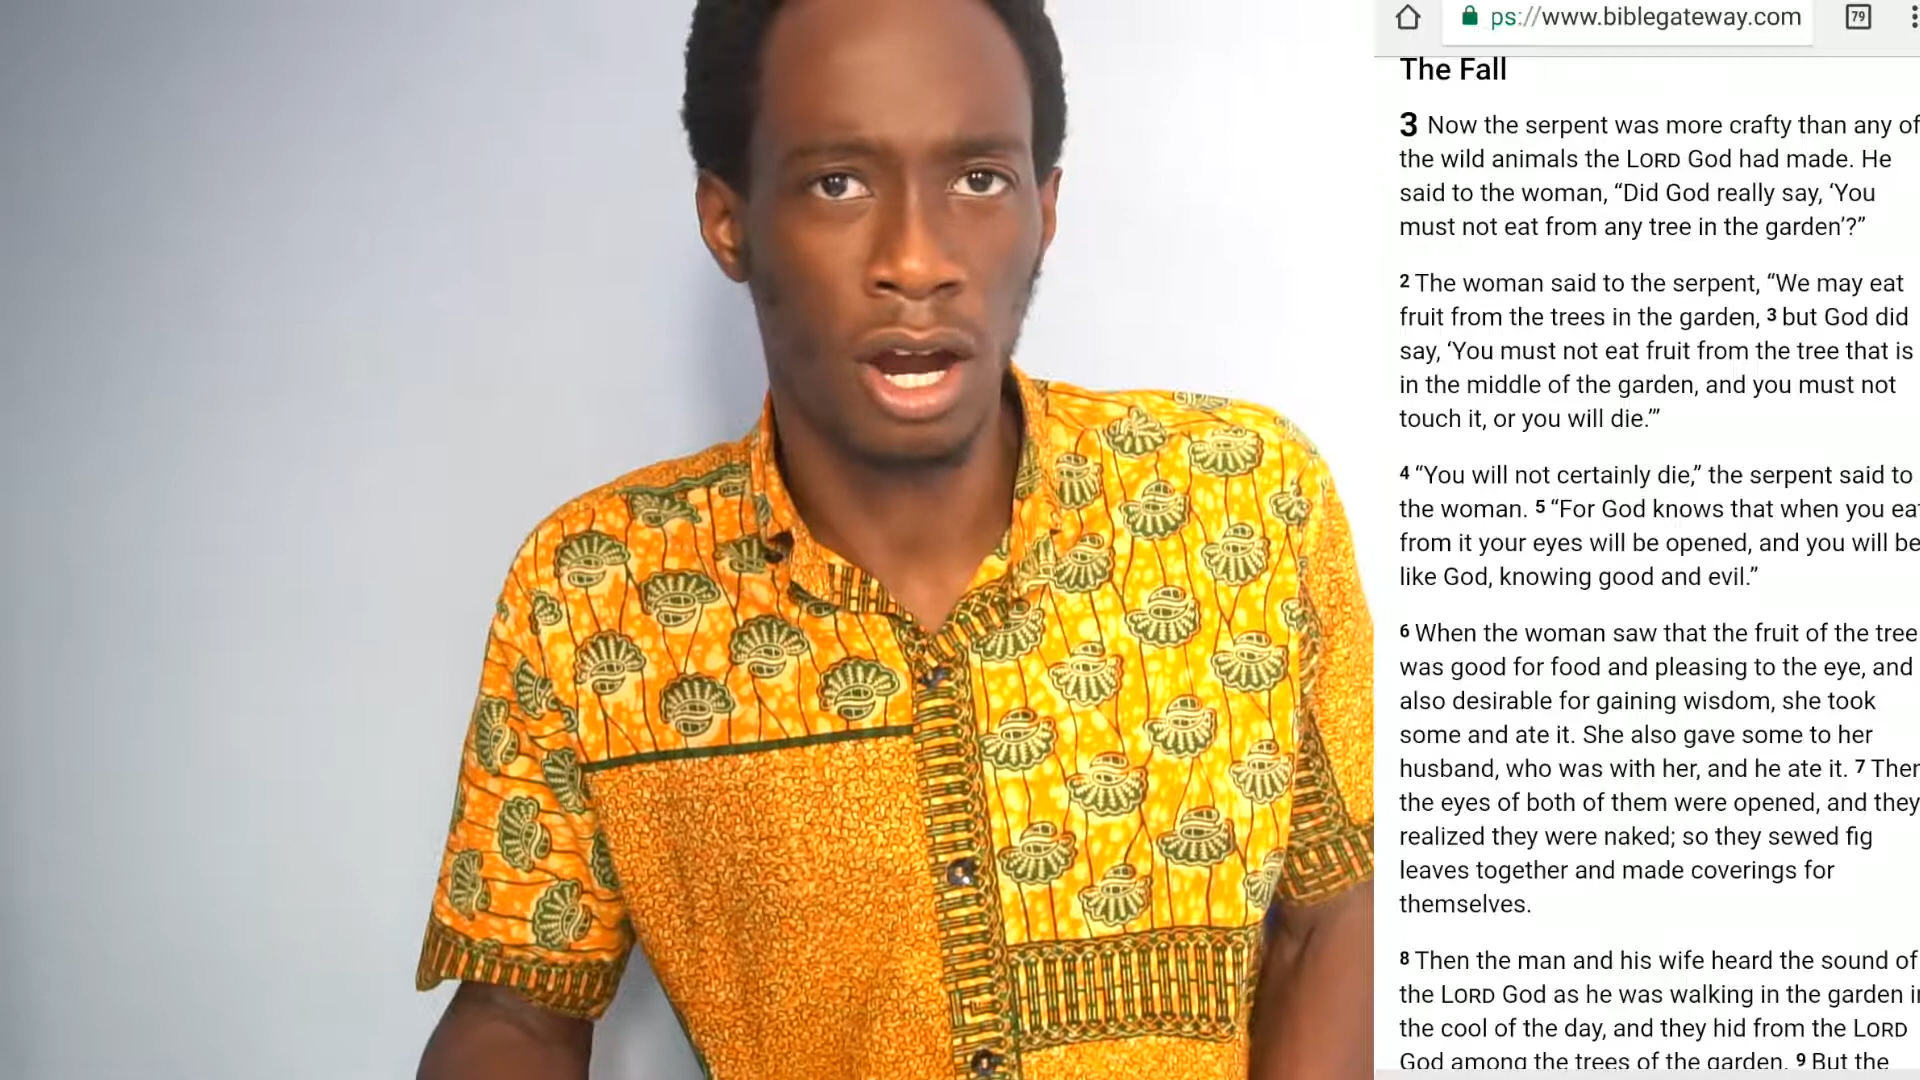 ps://www.biblegateway.com
79
The Fall
3 Now the serpent was more crafty than any of
the wild animals the LORD God had made. He
said to the woman, “Did God really say, ‘You
must not eat from any tree in the garden’?”
2 The woman said to the serpent, “We may eat
fruit from the trees in the garden, 3 but God did
say, ‘You must not eat fruit from the tree that is
in the middle of the garden, and you must not
touch it, or you will die.’”
4 “You will not certainly die,” the serpent said to
the woman. 5 “For God knows that when you eat
from it your eyes will be opened, and you will be
like God, knowing good and evil.”
6 When the woman saw that the fruit of the tree
was good for food and pleasing to the eye, and
also desirable for gaining wisdom, she took
some and ate it. She also gave some to her
husband, who was with her, and he ate it. 7 Then
the eyes of both of them were opened, and they
realized they were naked; so they sewed fig
leaves together and made coverings for
themselves.
8 Then the man and his wife heard the sound of
the LORD God as he was walking in the garden in
the cool of the day, and they hid from the LORD
God among the trees of the garden. 9 But the